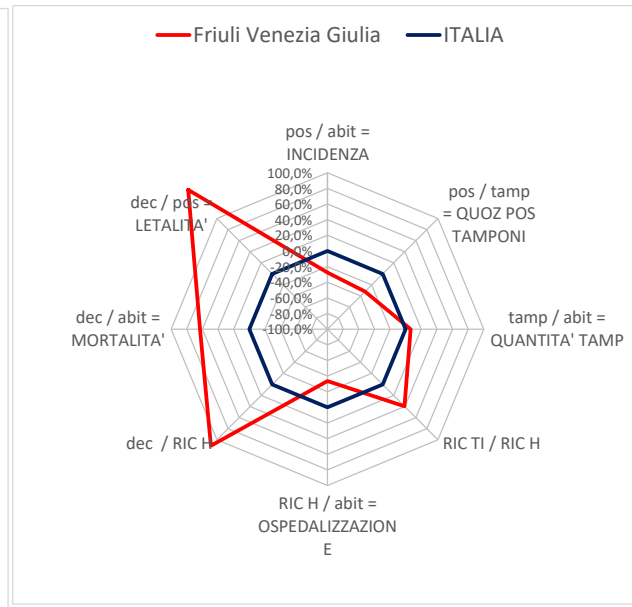 Friuli Venezia Giulia
ITALIA
pos / abit =
INCIDENZA
100,0%
80,0%
60,0%
40,0%
20,0%
0,0%
-20,0%
-40,0%
-60,0%
-80,0%
-100,0%
pos / tamp
= QUOZ POS
TAMPONI
tamp / abit =
QUANTITA' TAMP
RIC TI / RIC H
RIC H / abit =
OSPEDALIZZAZION
E
dec / RIC H
dec / abit =
MORTALITA'
dec / pos =
LETALITA'